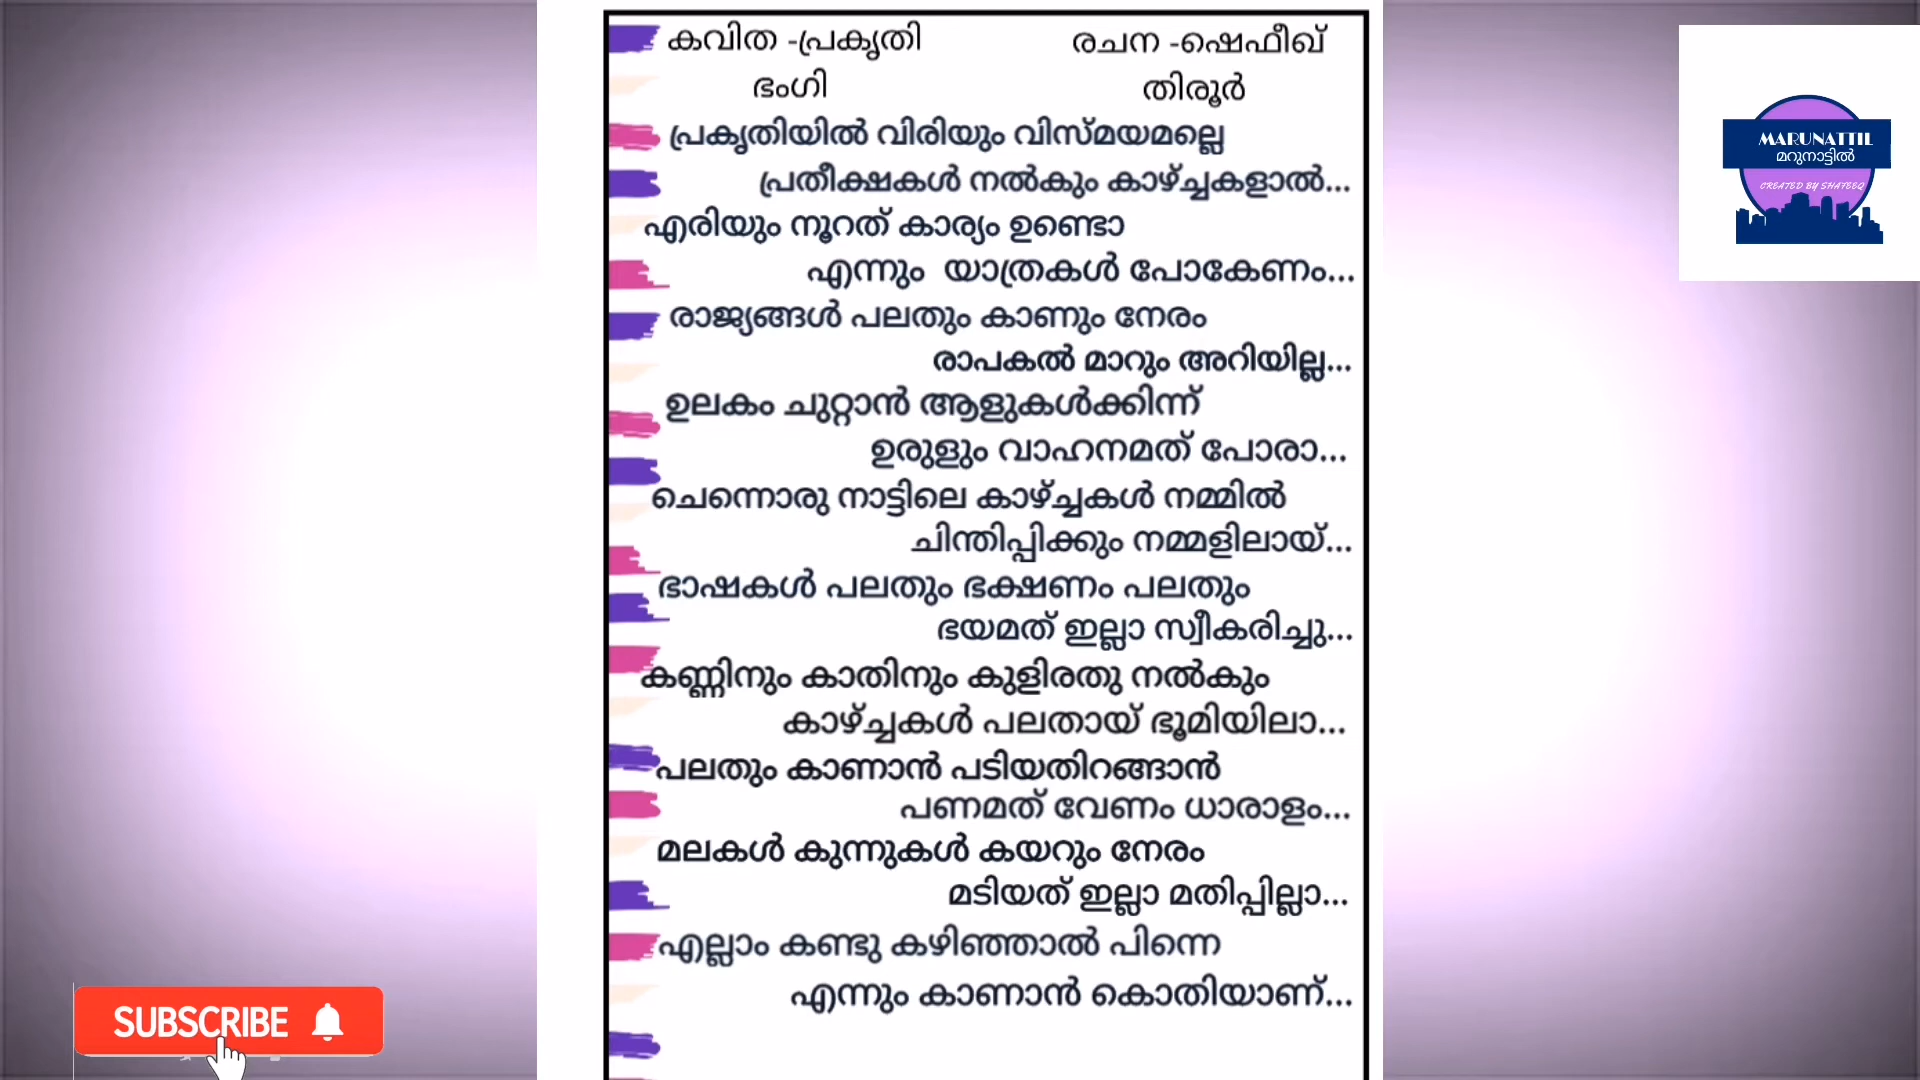 കവിത -പ്രകൃതി
ഭംഗി
രചന -ഷെഫീഖ്
തിരൂർ
പ്രകൃതിയിൽ വിരിയും വിസ്മയമല്ലെ
പ്രതീക്ഷകൾ നൽകും കാഴ്ച്ചകളാൽ...
എരിയും നൂറത് കാര്യം ഉണ്ടൊ
എന്നും യാത്രകൾ പോകേണം...
രാജ്യങ്ങൾ പലതും കാണും നേരം
രാപകൽ മാറും അറിയില്ല...
ഉലകം ചുറ്റാൻ ആളുകൾക്കിന്ന്
ഉരുളും വാഹനമത് പോരാ...
ചെന്നൊരു നാട്ടിലെ കാഴ്ച്ചകൾ നമ്മിൽ
ചിന്തിപ്പിക്കും നമ്മളിലായ്...
ഭാഷകൾ പലതും ഭക്ഷണം പലതും
ഭയമത് ഇല്ലാ സ്വീകരിച്ചു...
കണ്ണിനും കാതിനും കുളിരതു നൽകും
കാഴ്ച്ചകൾ പലതായ് ഭൂമിയിലാ...
പലതും കാണാൻ പടിയതിറങ്ങാൻ
പണമത് വേണം ധാരാളം...
മലകൾ കുന്നുകൾ കയറും നേരം
മടിയത് ഇല്ലാ മതിപ്പില്ലാ...
എല്ലാം കണ്ടു കഴിഞ്ഞാൽ പിന്നെ
എന്നും കാണാൻ കൊതിയാണ്...
MARUNATTIL
മറുനാട്ടിൽ
CREATED BY SHAFEEQ
SUBSCRIBE